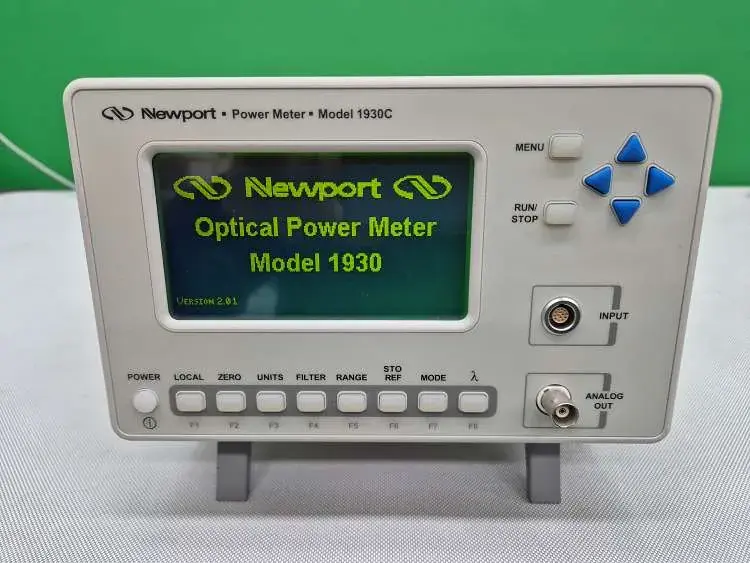 Newport • Power Meter • Model 1930C
Newport
Optical Power Meter
Model 1930
VERSION 2.01
MENU
RUN/
STOP
INPUT
ANALOG
OUT
POWER
LOCAL ZERO UNITS FILTER RANGE STO REF MODE λ
F1 F2 F3 F4 F5 F6 F7 F8